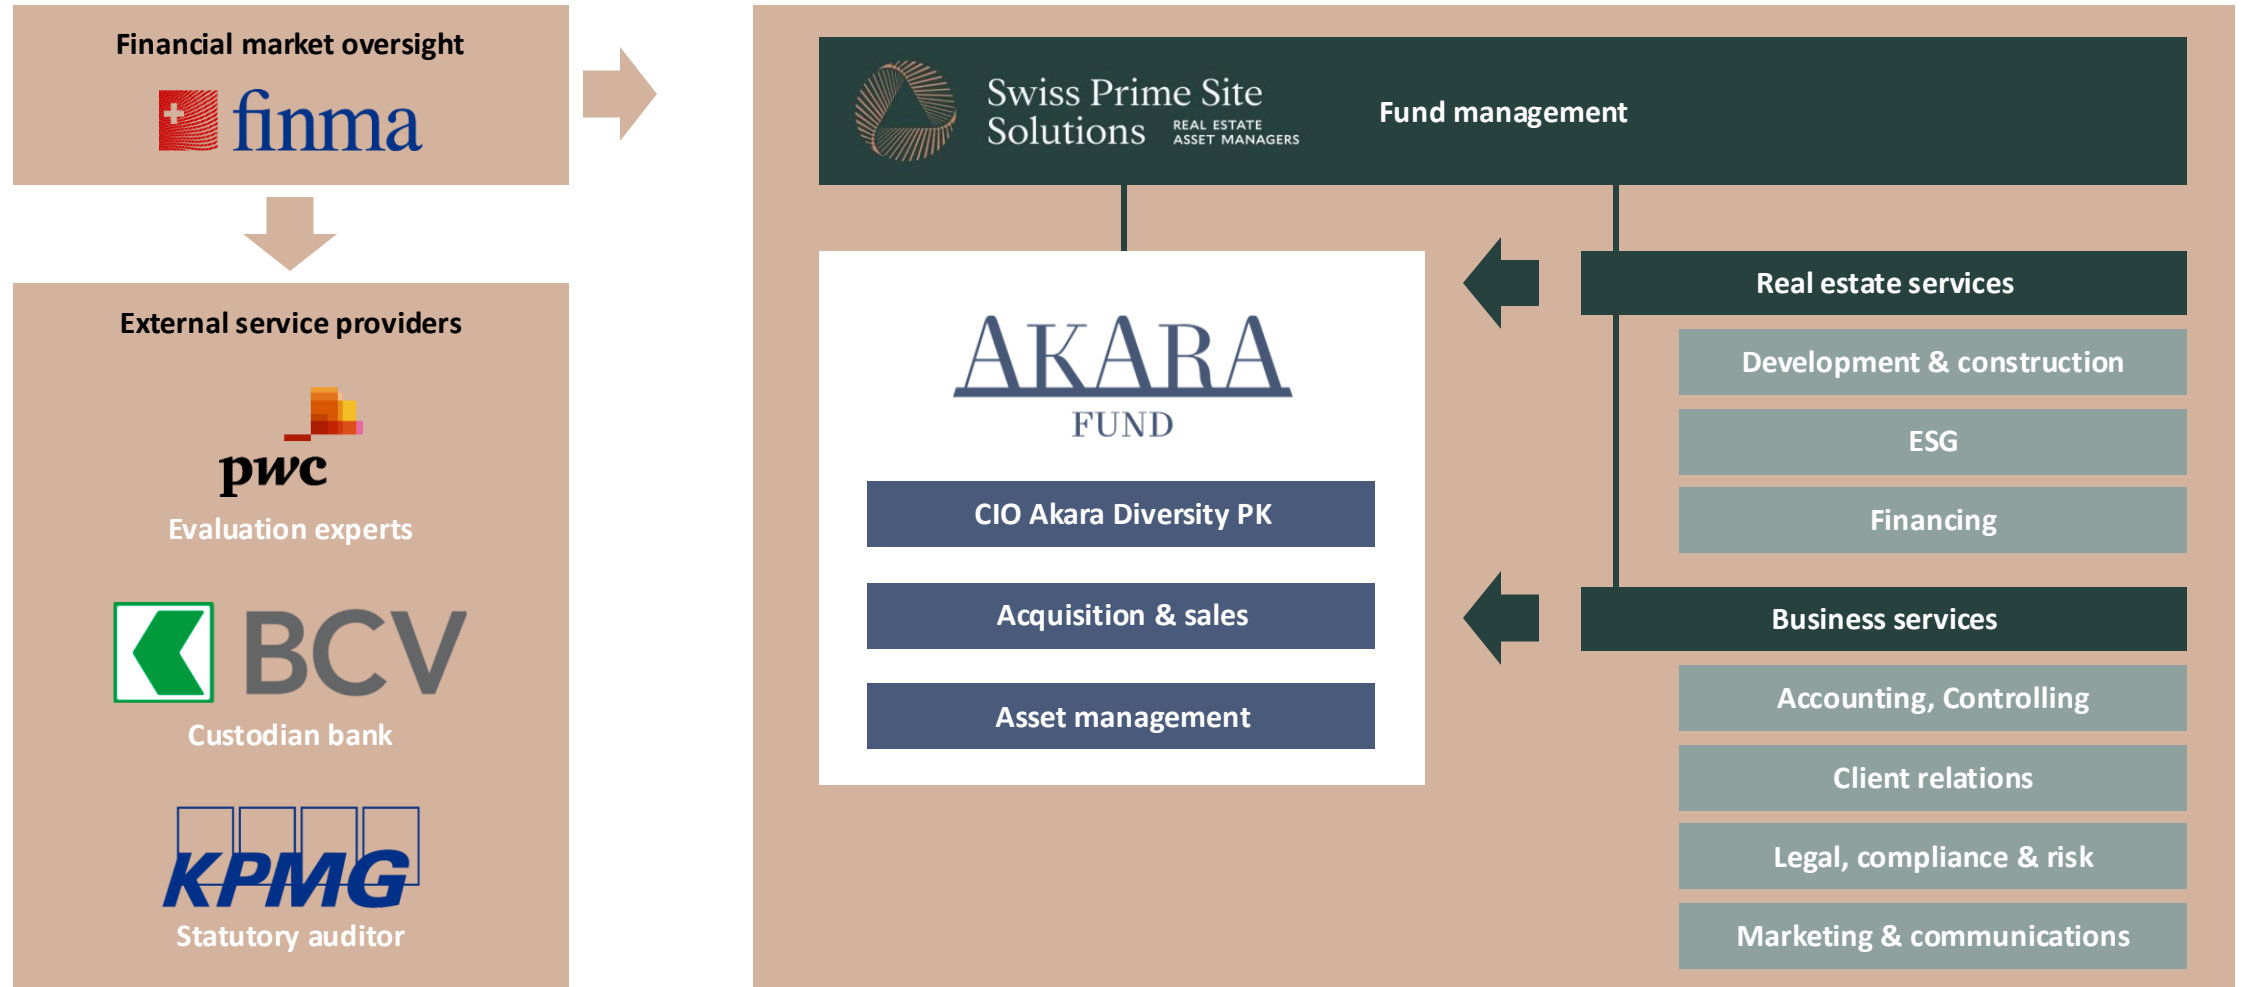 Financial market oversight
finma
External service providers
pwc
Evaluation experts
BCV
Custodian bank
KPMG
Statutory auditor
Swiss Prime Site
Solutions
REAL ESTATE
ASSET MANAGERS
Fund management
AKARA
FUND
CIO Akara Diversity PK
Acquisition & sales
Asset management
Real estate services
Development & construction
ESG
Financing
Business services
Accounting, Controlling
Client relations
Legal, compliance & risk
Marketing & communications